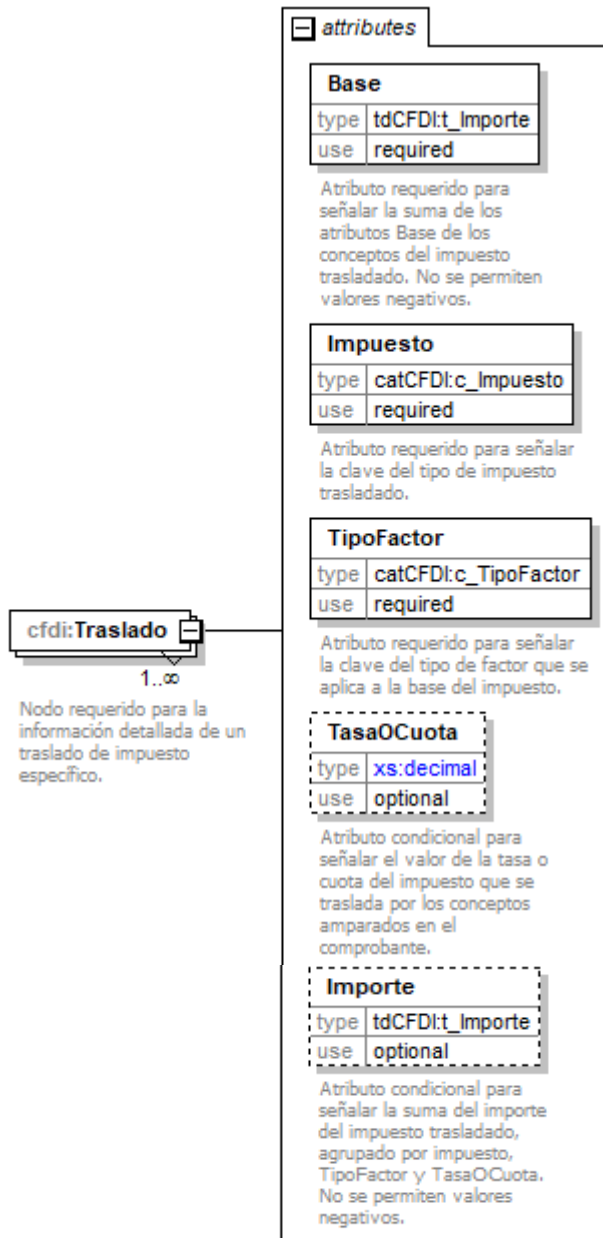 attributes
Base
type tdCFDI:t_Importe
use required
Atributo requerido para
señalar la suma de los
atributos Base de los
conceptos del impuesto
trasladado. No se permiten
valores negativos.
Impuesto
type catCFDI:c_Impuesto
use required
Atributo requerido para señalar
la clave del tipo de impuesto
trasladado.
TipoFactor
type catCFDI:c_TipoFactor
use required
Atributo requerido para señalar
la clave del tipo de factor que se
aplica a la base del impuesto.
cfdi:Traslado
1..∞
Nodo requerido para la
información detallada de un
traslado de impuesto
específico.
TasaOCuota
type xs:decimal
use optional
Atributo condicional para
señalar el valor de la tasa o
cuota del impuesto que se
traslada por los conceptos
amparados en el
comprobante.
Importe
type tdCFDI:t_Importe
use optional
Atributo condicional para
señalar la suma del importe
del impuesto trasladado,
agrupado por impuesto,
TipoFactor y TasaOCuota.
No se permiten valores
negativos.